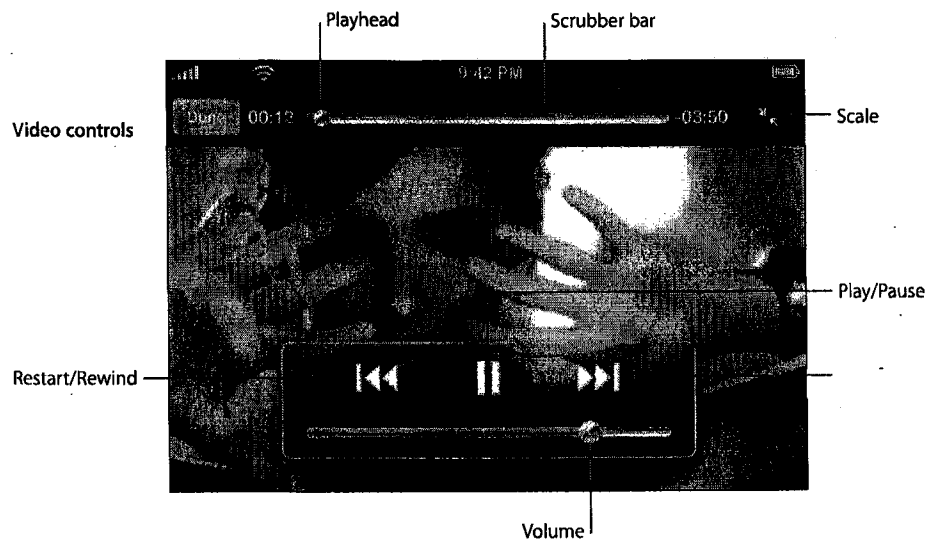 Playhead
Scrubber bar
9:42 PM
Video controls
Done
00:12
-03:50
Scale
Play/Pause
Restart/Rewind
Volume